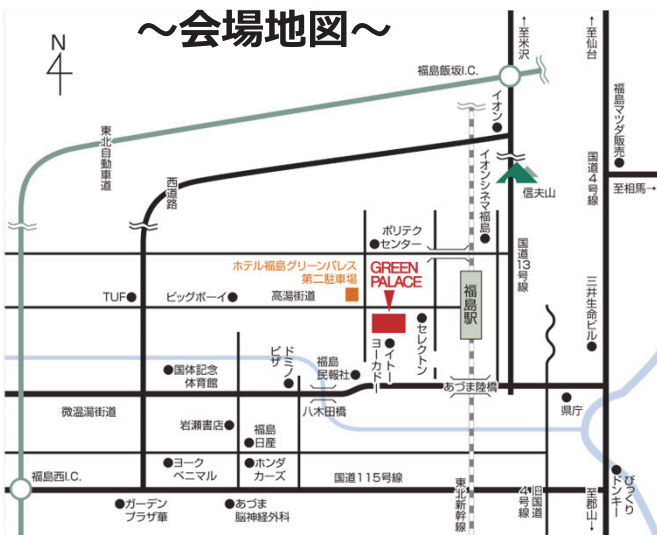 ～会場地図～
N
←至米沢
←至仙台
福島飯坂I.C.
イオン
福島マツダ販売
東北自動車道
西道路
イオンシネマ福島
国道4号線
至相馬→
信夫山
ポリテク
センター
国道13号線
ホテル福島グリーンパレス
第二駐車場
GREEN
PALACE
福島駅
三井生命ビル
TUF
ビッグボーイ
高湯街道
セレクトン
イトー
ヨーカドー
ドミノ
ピザ
福島
民報社
国体記念
体育館
あづま陸橋
県庁
微温湯街道
八木田橋
岩瀬書店
福島
日産
ヨーク
ベニマル
ホンダ
カーズ
国道115号線
福島西I.C.
東北新幹線
旧国道
4号線
至郡山→
びっくり
ドンキー
ガーデン
プラザ華
あづま
脳神経外科